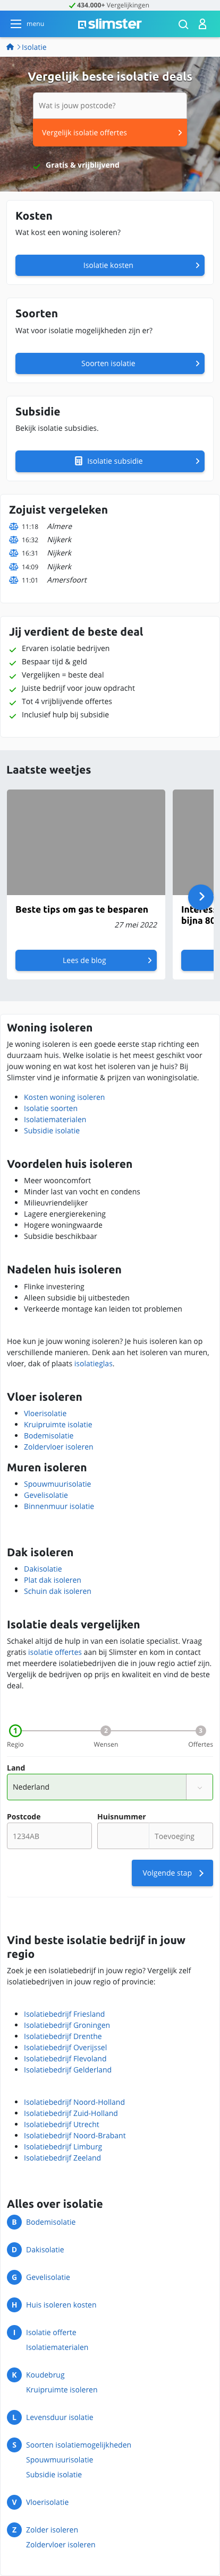 434.000+ Vergelijkingen
menu
slimster
Isolatie
Vergelijk beste isolatie deals
Wat is jouw postcode?
Vergelijk isolatie offertes
Gratis & vrijblijvend
Kosten
Wat kost een woning isoleren?
Isolatie kosten
Soorten
Wat voor isolatie mogelijkheden zijn er?
Soorten isolatie
Subsidie
Bekijk isolatie subsidies.
Isolatie subsidie
Zojuist vergeleken
11:18 Almere
16:32 Nijkerk
16:31 Nijkerk
14:09 Nijkerk
11:01 Amersfoort
Jij verdient de beste deal
Ervaren isolatie bedrijven
Bespaar tijd & geld
Vergelijken = beste deal
Juiste bedrijf voor jouw opdracht
Tot 4 vrijblijvende offertes
Inclusief hulp bij subsidie
Laatste weetjes
Beste tips om gas te besparen
27 mei 2022
Lees de blog
bijna 80
Woning isoleren
Je woning isoleren is een goede eerste stap richting een
duurzaam huis. Welke isolatie is het meest geschikt voor
jouw woning en wat kost het isoleren van je huis? Bij
Slimster vind je informatie & prijzen van woningisolatie.
Kosten woning isoleren
Isolatie soorten
Isolatiematerialen
Subsidie isolatie
Voordelen huis isoleren
Meer wooncomfort
Minder last van vocht en condens
Milieuvriendelijker
Lagere energierekening
Hogere woningwaarde
Subsidie beschikbaar
Nadelen huis isoleren
Flinke investering
Alleen subsidie bij uitbesteden
Verkeerde montage kan leiden tot problemen
Hoe kun je jouw woning isoleren? Je huis isoleren kan op
verschillende manieren. Denk aan het isoleren van muren,
vloer, dak of plaats isolatieglas.
Vloer isoleren
Vloerisolatie
Kruipruimte isolatie
Bodemisolatie
Zoldervloer isoleren
Muren isoleren
Spouwmuurisolatie
Gevelisolatie
Binnenmuur isolatie
Dak isoleren
Dakisolatie
Plat dak isoleren
Schuin dak isoleren
Isolatie deals vergelijken
Schakel altijd de hulp in van een isolatie specialist. Vraag
gratis isolatie offertes aan bij Slimster en kom in contact
met meerdere isolatiebedrijven die in jouw regio actief zijn.
Vergelijk de bedrijven op prijs en kwaliteit en vind de beste
deal.
1 2 3
Regio Wensen Offertes
Land
Nederland
Postcode Huisnummer
1234AB Toevoeging
Volgende stap
Vind beste isolatie bedrijf in jouw
regio
Zoek je een isolatiebedrijf in jouw regio? Vergelijk zelf
isolatiebedrijven in jouw regio of provincie:
Isolatiebedrijf Friesland
Isolatiebedrijf Groningen
Isolatiebedrijf Drenthe
Isolatiebedrijf Overijssel
Isolatiebedrijf Flevoland
Isolatiebedrijf Gelderland
Isolatiebedrijf Noord-Holland
Isolatiebedrijf Zuid-Holland
Isolatiebedrijf Utrecht
Isolatiebedrijf Noord-Brabant
Isolatiebedrijf Limburg
Isolatiebedrijf Zeeland
Alles over isolatie
B Bodemisolatie
D Dakisolatie
G Gevelisolatie
H Huis isoleren kosten
I Isolatie offerte
Isolatiematerialen
K Koudebrug
Kruipruimte isoleren
L Levensduur isolatie
S Soorten isolatiemogelijkheden
Spouwmuurisolatie
Subsidie isolatie
V Vloerisolatie
Z Zolder isoleren
Zoldervloer isoleren